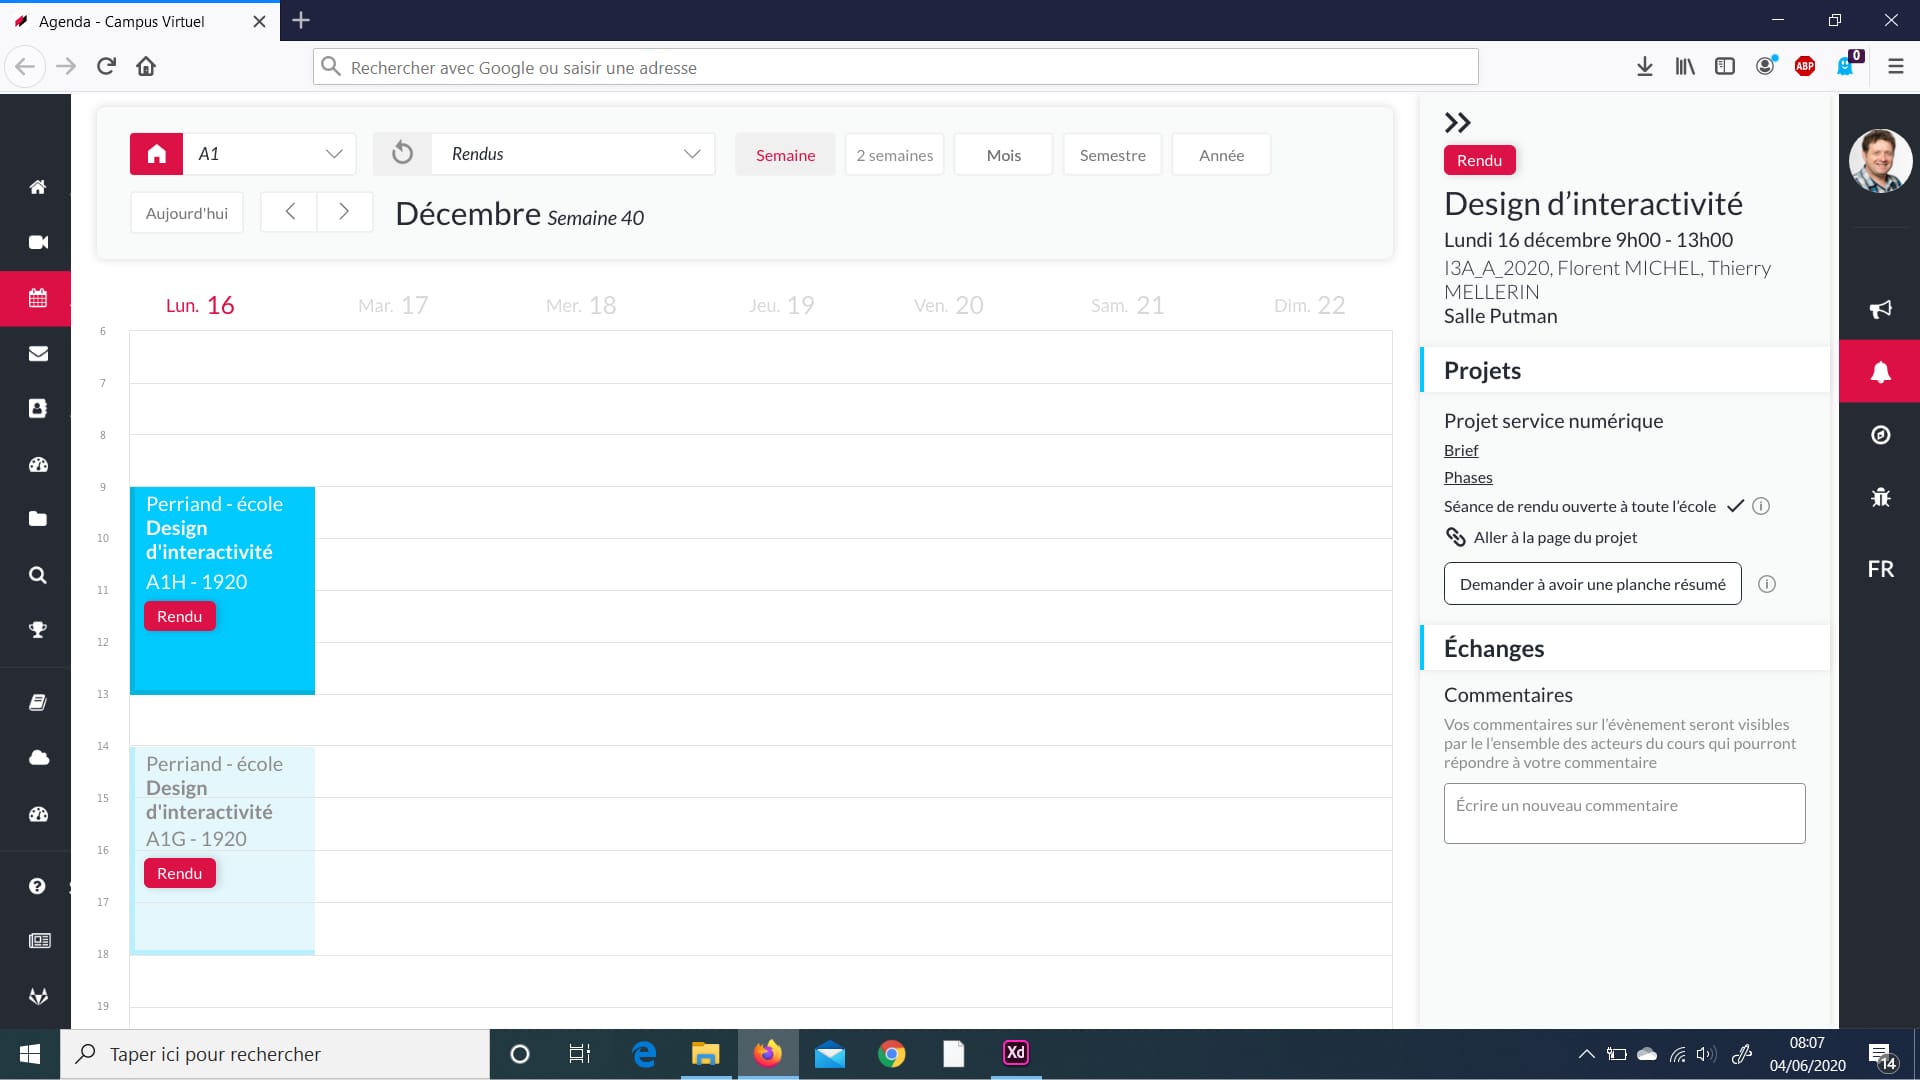 Agenda - Campus Virtuel
Rechercher avec Google ou saisir une adresse
ABP
0
A1
Rendus
Semaine
2 semaines
Mois
Semestre
Année
Aujourd'hui
Décembre Semaine 40
Lun. 16
Mar. 17
Mer. 18
Jeu. 19
Ven. 20
Sam. 21
Dim. 22
6
7
8
9
10
11
12
13
14
15
16
17
18
19
Perriand - école
Design
d'interactivité
A1H - 1920
Rendu
Perriand - école
Design
d'interactivité
A1G - 1920
Rendu
Rendu
Design d’interactivité
Lundi 16 décembre 9h00 - 13h00
I3A_A_2020, Florent MICHEL, Thierry
MELLERIN
Salle Putman
Projets
Projet service numérique
Brief
Phases
Séance de rendu ouverte à toute l’école
Aller à la page du projet
Demander à avoir une planche résumé
Échanges
Commentaires
Vos commentaires sur l’évènement seront visibles
par le l’ensemble des acteurs du cours qui pourront
répondre à votre commentaire
Écrire un nouveau commentaire
FR
Taper ici pour rechercher
Xd
08:07
04/06/2020
14